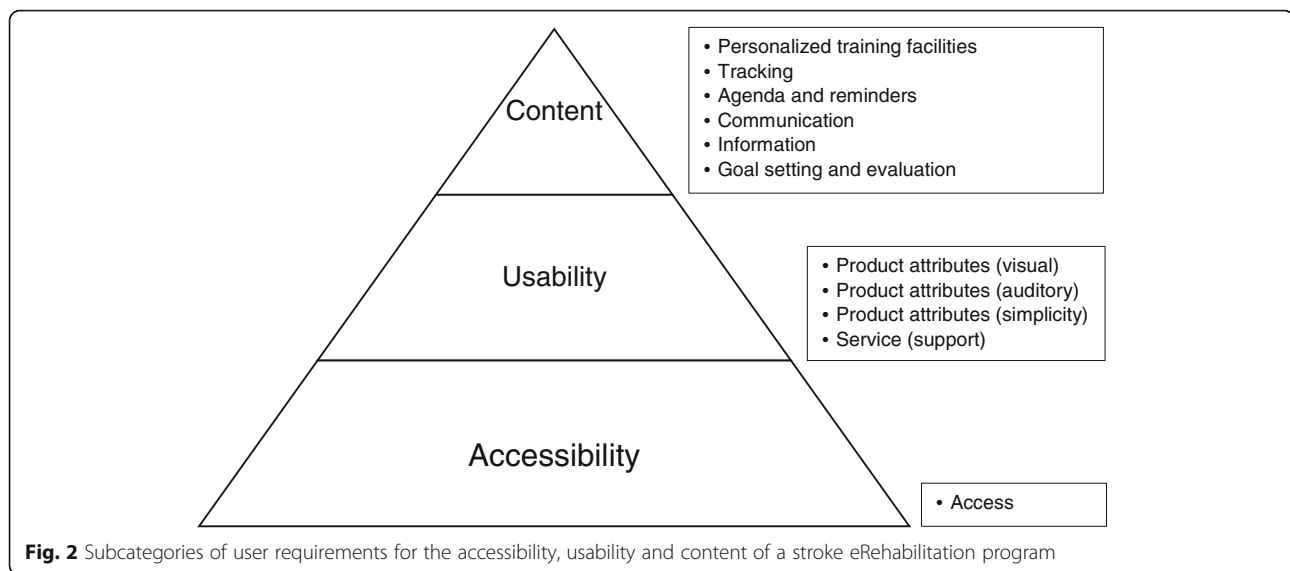 Content
• Personalized training facilities
• Tracking
• Agenda and reminders
• Communication
• Information
• Goal setting and evaluation
Usability
• Product attributes (visual)
• Product attributes (auditory)
• Product attributes (simplicity)
• Service (support)
Accessibility
• Access
Fig. 2 Subcategories of user requirements for the accessibility, usability and content of a stroke eRehabilitation program